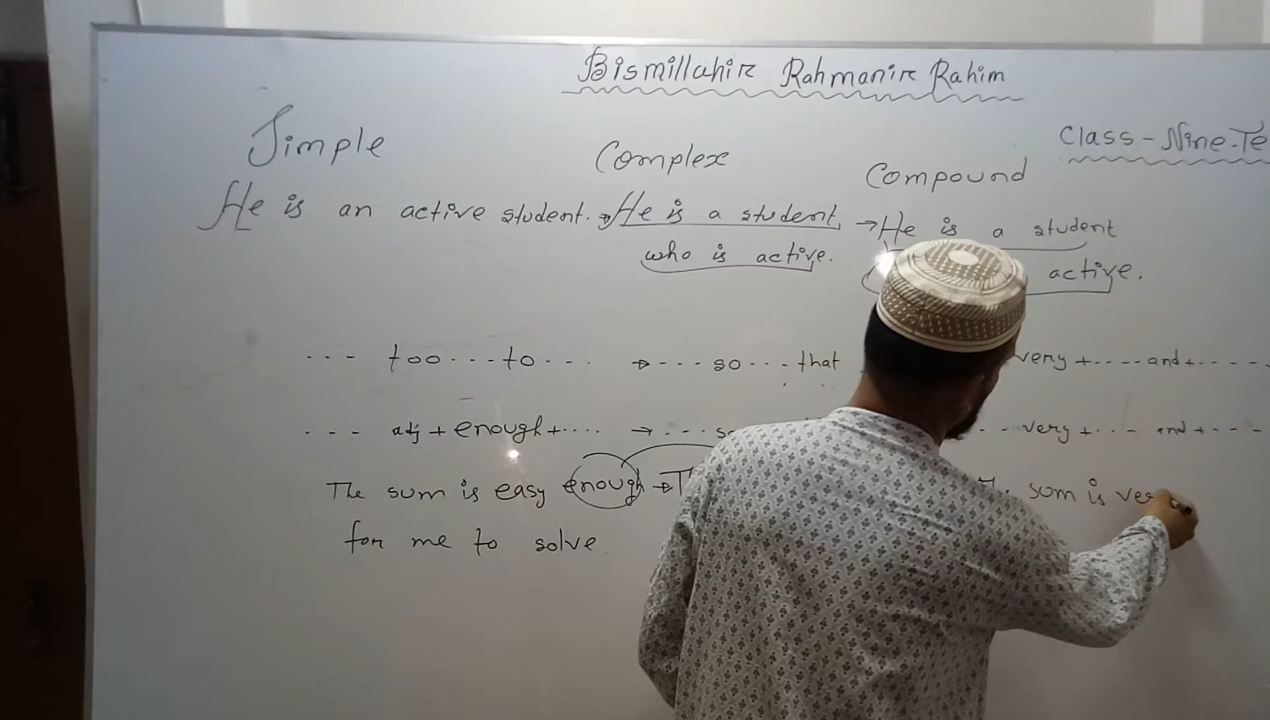 Bismillahir Rahmanir Rahim
Class - Nine-Te
Simple
Complex
Compound
He is an active student. → He is a student, → He is a student
who is active.
active.
--- too --- to --- → --- so --- that very + ---- and + -----
--- adj + enough + ---- → --- very + --- and + ---
The sum is easy enough → sum is ver
for me to solve